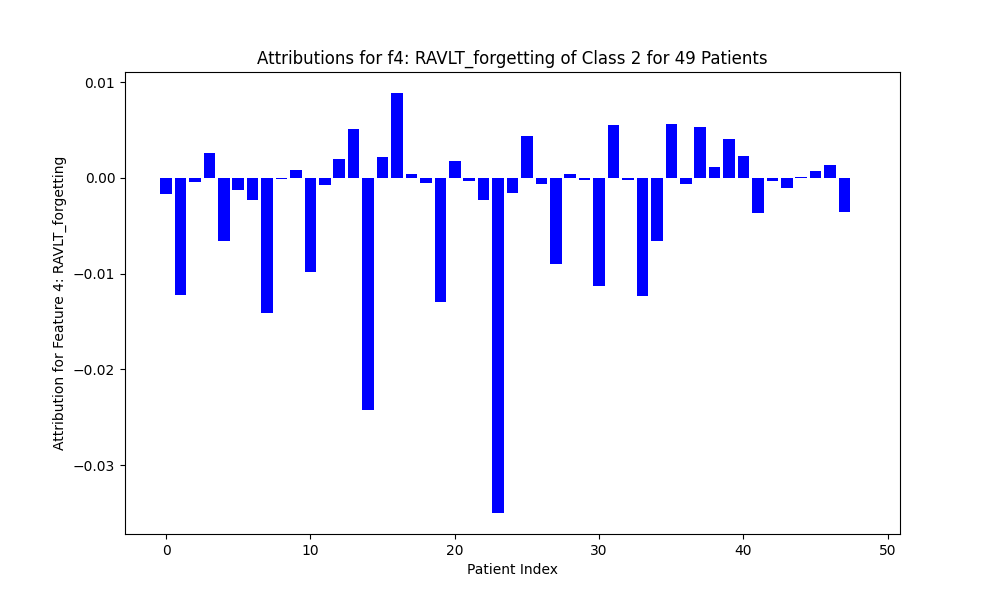 Attributions for f4: RAVLT_forgetting of Class 2 for 49 Patients
Attribution for Feature 4: RAVLT_forgetting
0.01
0.00
−0.01
−0.02
−0.03
0 10 20 30 40 50
Patient Index